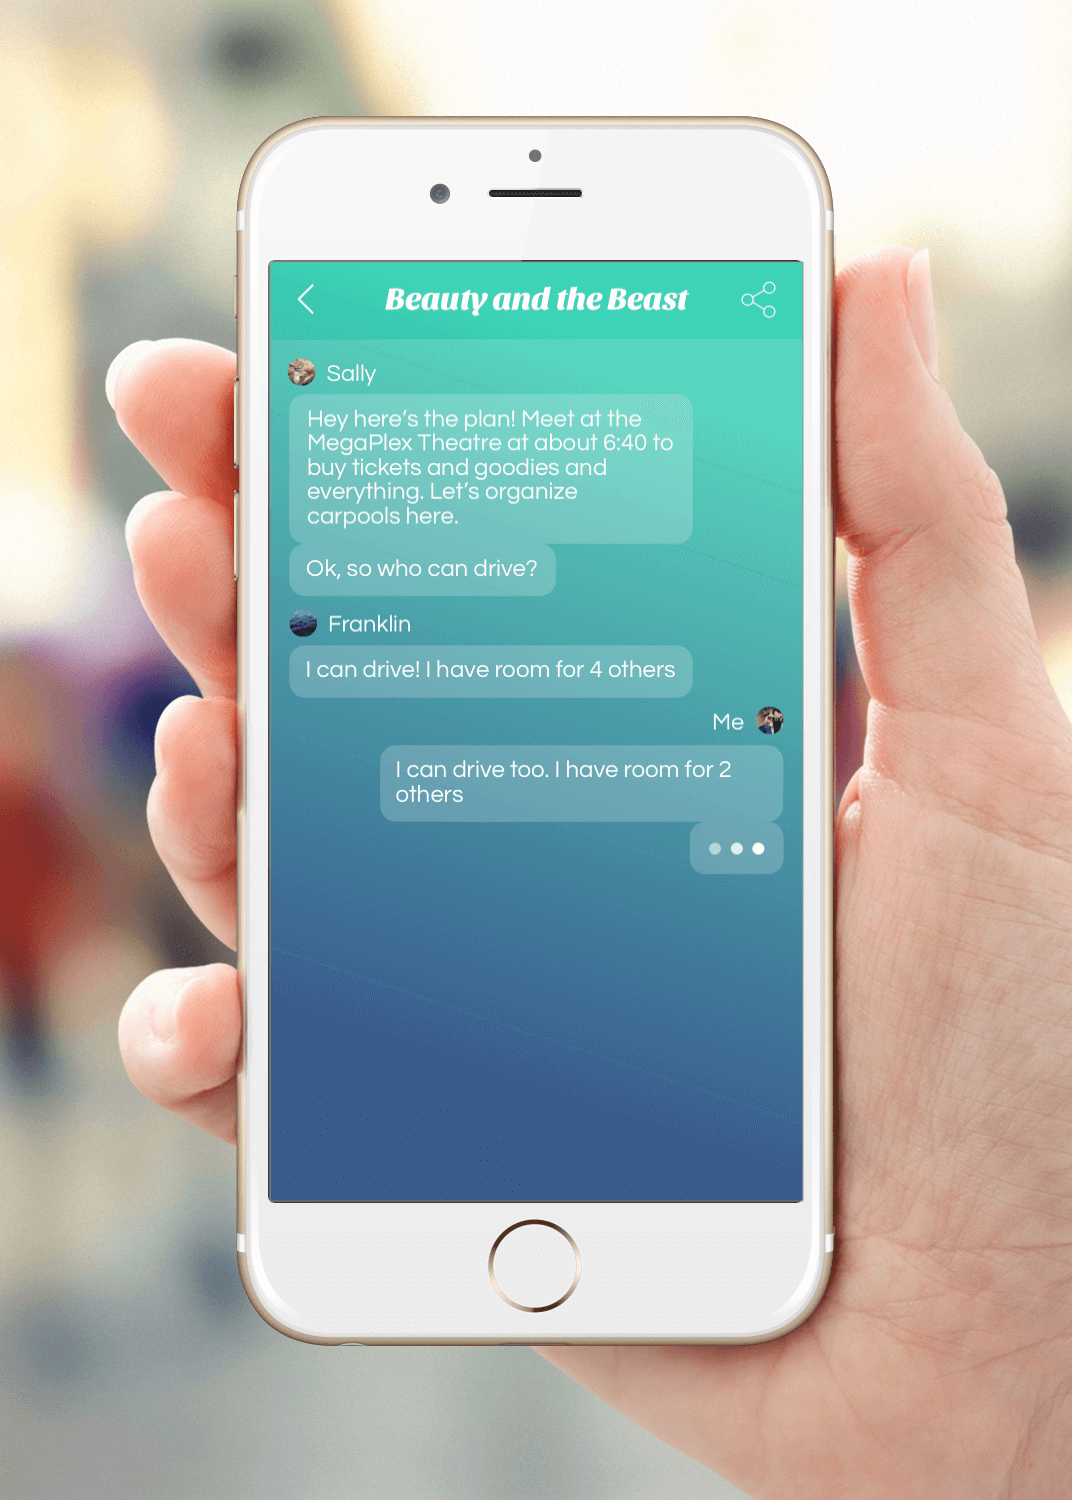 Beauty and the Beast
Sally
Hey here's the plan! Meet at the
MegaPlex Theatre at about 6:40 to
buy tickets and goodies and
everything. Let's organize
carpools here.
Ok, so who can drive?
Franklin
I can drive! I have room for 4 others
Me
I can drive too. I have room for 2
others